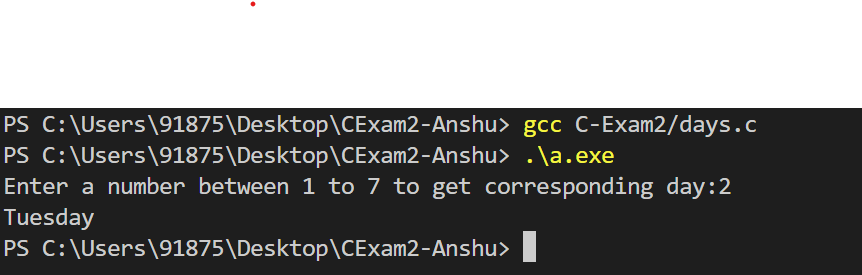 PS C:\Users\91875\Desktop\CExam2-Anshu> gcc C-Exam2/days.c
PS C:\Users\91875\Desktop\CExam2-Anshu> .\a.exe
Enter a number between 1 to 7 to get corresponding day:2
Tuesday
PS C:\Users\91875\Desktop\CExam2-Anshu>